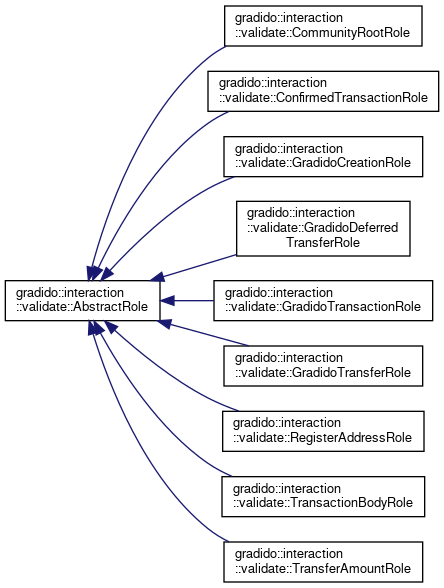 gradido::interaction
::validate::CommunityRootRole
gradido::interaction
::validate::ConfirmedTransactionRole
gradido::interaction
::validate::GradidoCreationRole
gradido::interaction
::validate::GradidoDeferred
TransferRole
gradido::interaction
::validate::AbstractRole
gradido::interaction
::validate::GradidoTransactionRole
gradido::interaction
::validate::GradidoTransferRole
gradido::interaction
::validate::RegisterAddressRole
gradido::interaction
::validate::TransactionBodyRole
gradido::interaction
::validate::TransferAmountRole